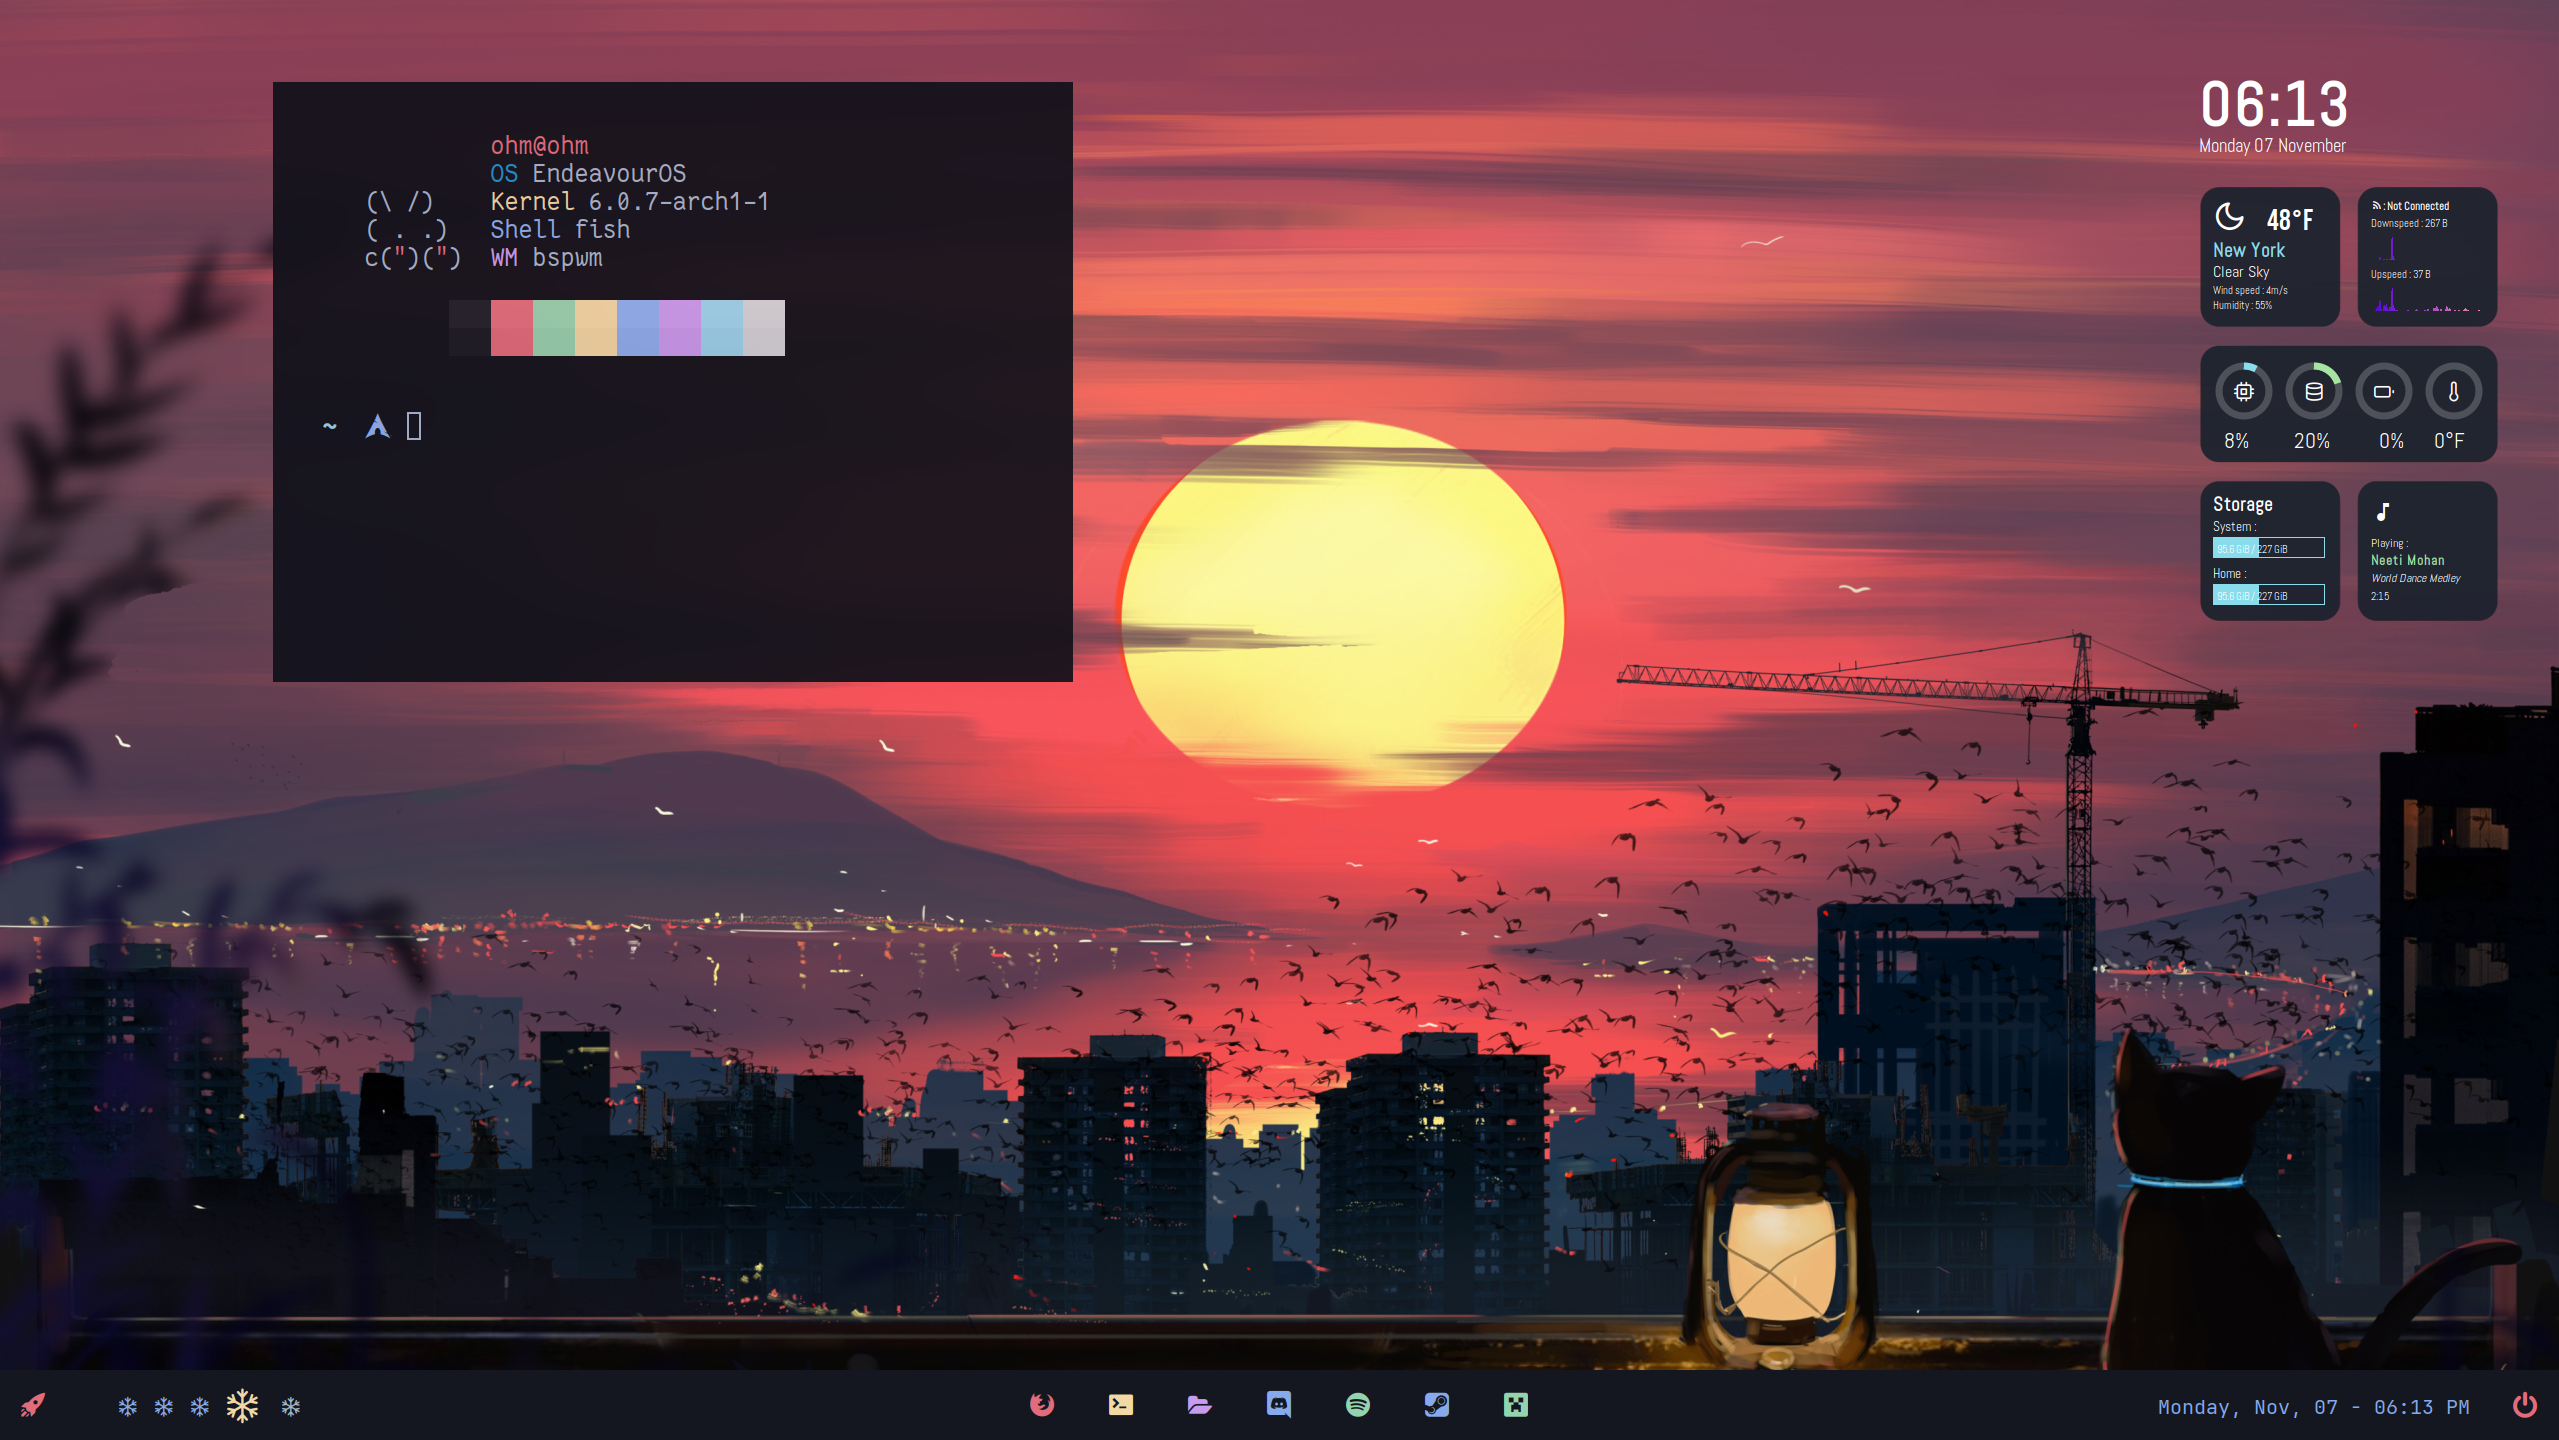 ohm@ohm
OS EndeavourOS
(\ /) Kernel 6.0.7-arch1-1
( . .) Shell fish
c(")(") WM bspwm
~
06:13
Monday 07 November
48°F
New York
Clear Sky
Wind speed : 4m/s
Humidity : 55%
: Not Connected
Downspeed : 267 B
Upspeed : 37 B
8% 20% 0% 0°F
Storage
System :
95.6 GiB / 227 GiB
Home :
95.6 GiB / 227 GiB
Playing :
Neeti Mohan
World Dance Medley
2:15
Monday, Nov, 07 - 06:13 PM